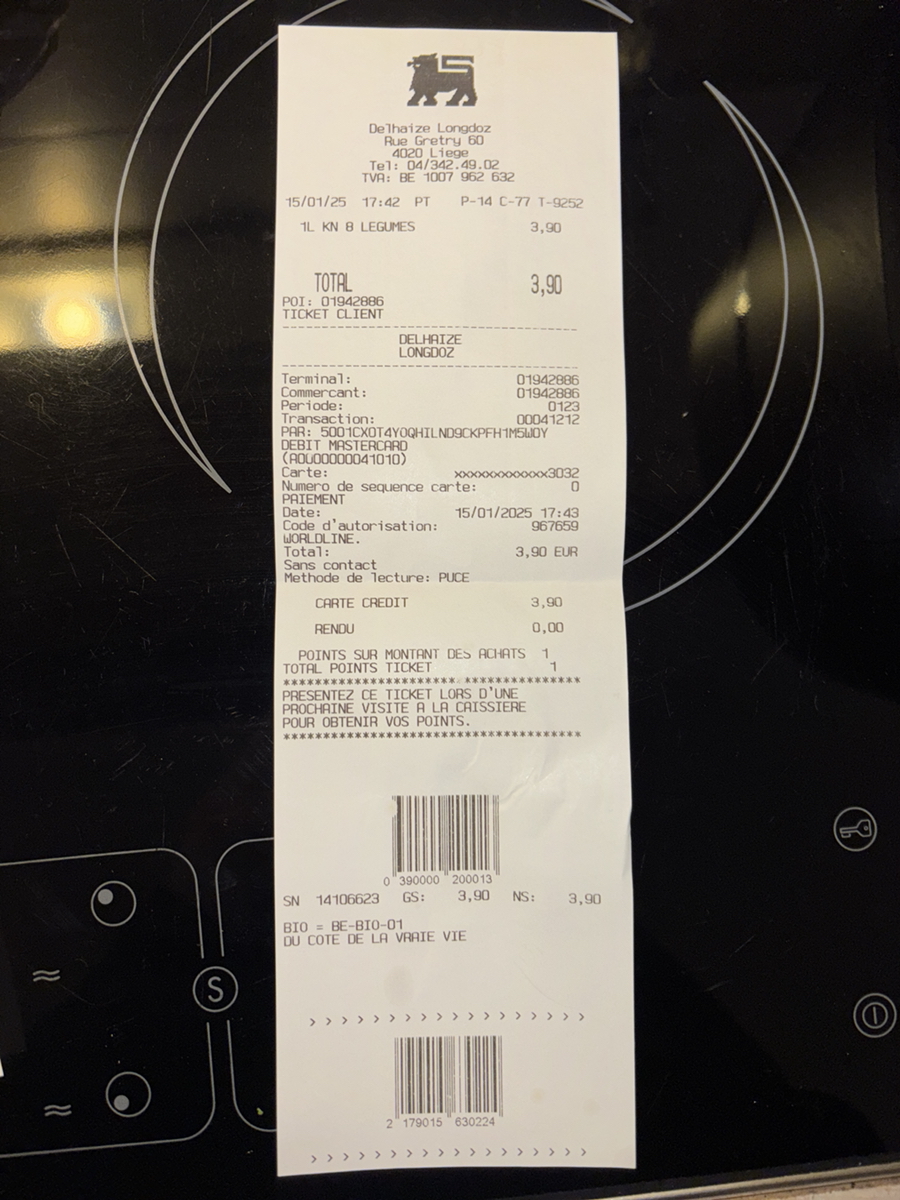 Delhaize Longdoz
Rue Gretry 60
4020 Liege
Tel: 04/342.49.02
TVA: BE 1007 962 632
15/01/25 17:42 PT P-14 C-77 T-9252
1L KN 8 LEGUMES 3,90
TOTAL 3,90
POI: 01942886
TICKET CLIENT
DELHAIZE
LONGDOZ
Terminal: 01942886
Commercant: 01942886
Periode: 0123
Transaction: 00041212
PAR: 5001CXOT4YOQHILND9CKPFH1M5WDY
DEBIT MASTERCARD
(A0000000041010)
Carte: xxxxxxxxxxxxx3032
Numero de sequence carte: 0
PAIEMENT
Date: 15/01/2025 17:43
Code d'autorisation: 967659
WORLDLINE.
Total: 3,90 EUR
Sans contact
Methode de lecture: PUCE
CARTE CREDIT 3,90
RENDU 0,00
POINTS SUR MONTANT DES ACHATS 1
TOTAL POINTS TICKET 1
************************************
PRESENTEZ CE TICKET LORS D'UNE
PROCHAINE VISITE A LA CAISSIERE
POUR OBTENIR VOS POINTS.
************************************
0 390000 200013
SN 14106623 GS: 3,90 NS: 3,90
BIO = BE-BIO-01
DU COTE DE LA VRAIE VIE
> > > > > > > > > > > > > > > > > >
S
2 179015 630224
> > > > > > > > > > > > > > > > > >